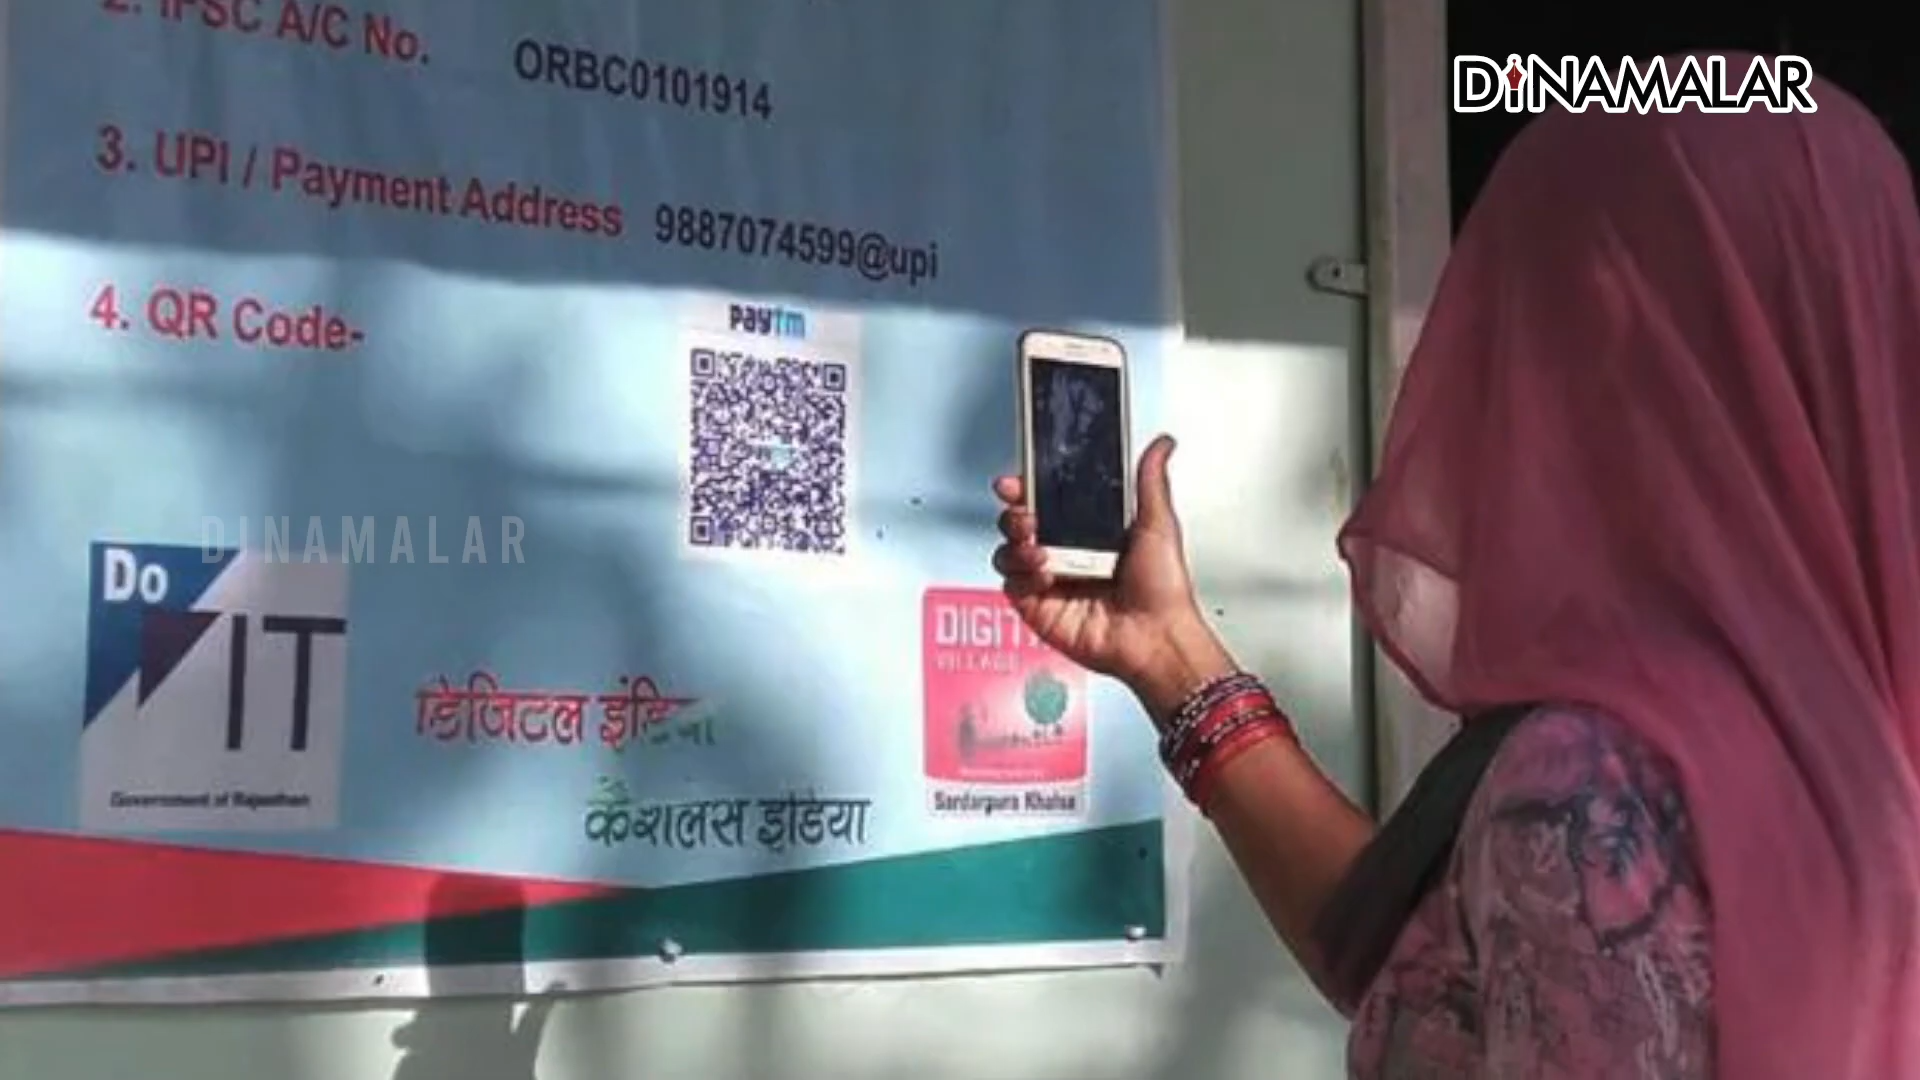 DINAMALAR
2. IFSC A/C No. ORBC0101914
3. UPI / Payment Address 9887074599@upi
4. QR Code-
paytm
DINAMALAR
Do
IT
Government of Rajasthan
डिजिटल इंडिया
कैशलेस इंडिया
DIGIT
VILLAGE
Sardarpura Khalsa